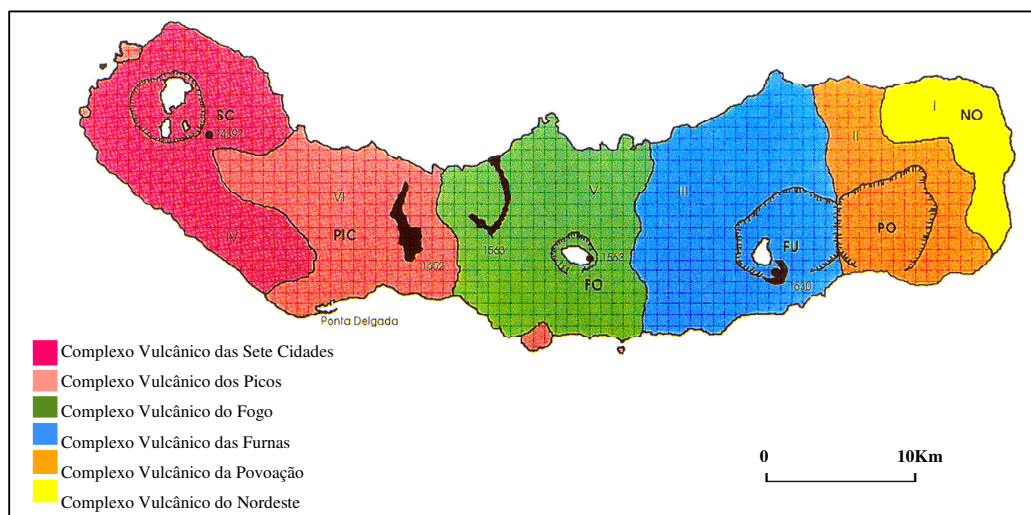 I
NO
II
SC
1439?
III
V
VI
PIC
PO
FU
IV
1563
1563
1652
FO
1630
Ponta Delgada
Complexo Vulcânico das Sete Cidades
Complexo Vulcânico dos Picos
Complexo Vulcânico do Fogo
Complexo Vulcânico das Furnas
Complexo Vulcânico da Povoação
Complexo Vulcânico do Nordeste
0 10Km